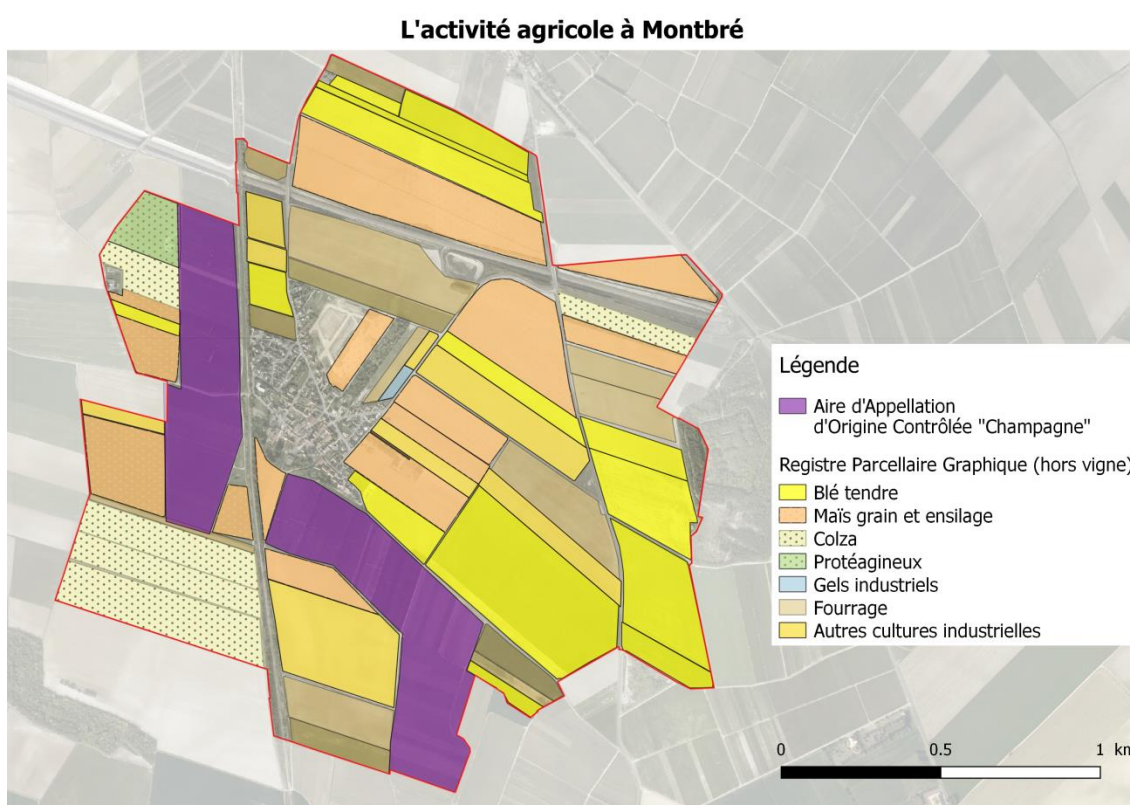 L'activité agricole à Montbré
Légende
Aire d'Appellation
d'Origine Contrôlée "Champagne"
Registre Parcellaire Graphique (hors vigne)
Blé tendre
Maïs grain et ensilage
Colza
Protéagineux
Gels industriels
Fourrage
Autres cultures industrielles
0 0.5 1 km